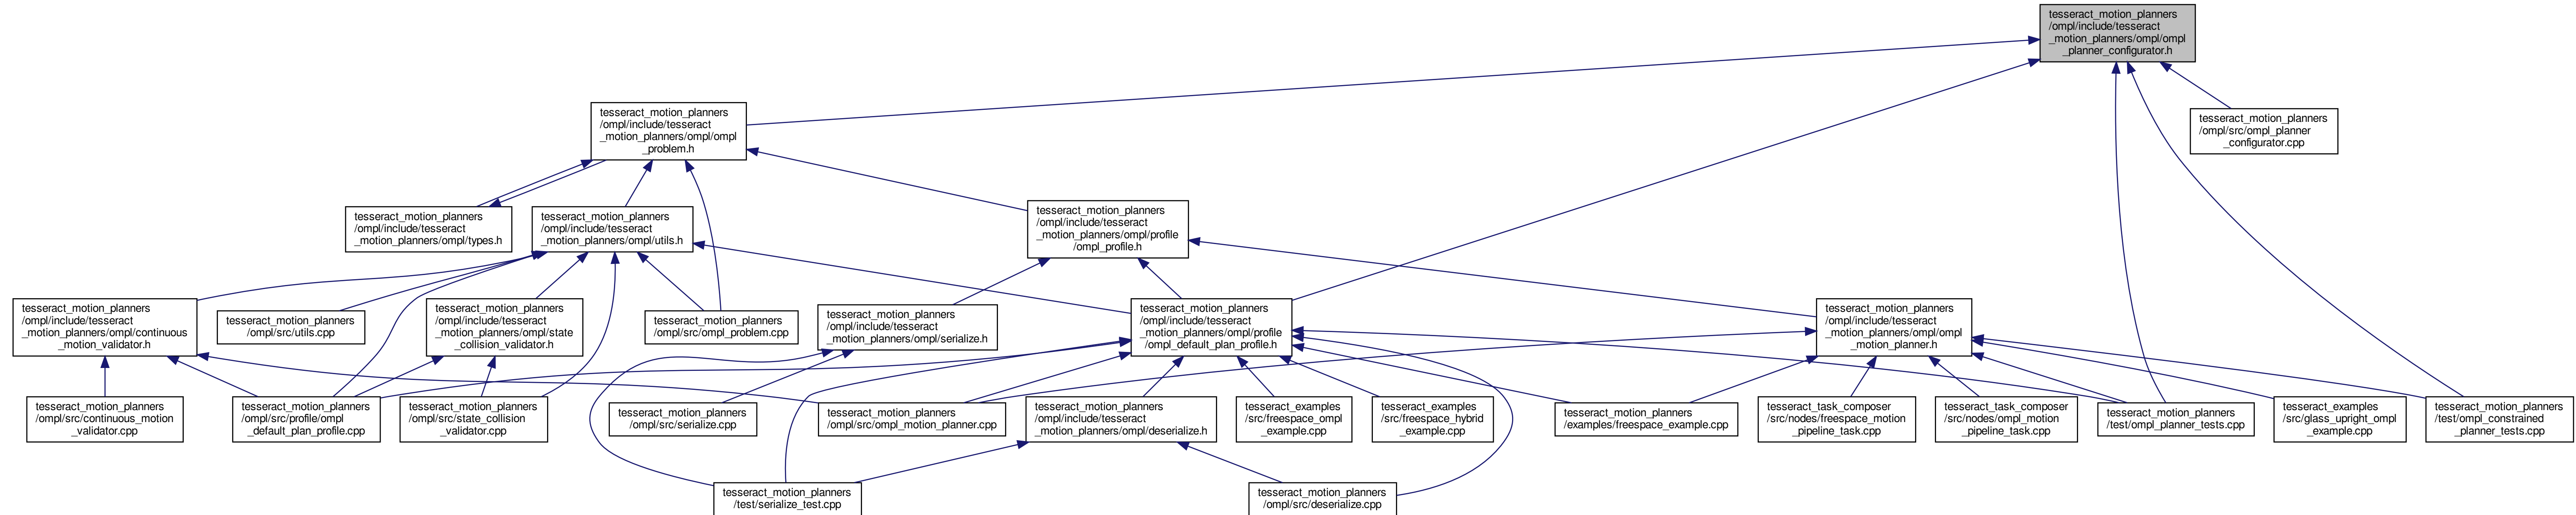 tesseract_motion_planners
/ompl/include/tesseract
_motion_planners/ompl/ompl
_planner_configurator.h
tesseract_motion_planners
/ompl/include/tesseract
_motion_planners/ompl/ompl
_problem.h
tesseract_motion_planners
/ompl/src/ompl_planner
_configurator.cpp
tesseract_motion_planners
/ompl/include/tesseract
_motion_planners/ompl/types.h
tesseract_motion_planners
/ompl/include/tesseract
_motion_planners/ompl/utils.h
tesseract_motion_planners
/ompl/include/tesseract
_motion_planners/ompl/profile
/ompl_profile.h
tesseract_motion_planners
/ompl/include/tesseract
_motion_planners/ompl/continuous
_motion_validator.h
tesseract_motion_planners
/ompl/src/utils.cpp
tesseract_motion_planners
/ompl/include/tesseract
_motion_planners/ompl/state
_collision_validator.h
tesseract_motion_planners
/ompl/src/ompl_problem.cpp
tesseract_motion_planners
/ompl/include/tesseract
_motion_planners/ompl/serialize.h
tesseract_motion_planners
/ompl/include/tesseract
_motion_planners/ompl/profile
/ompl_default_plan_profile.h
tesseract_motion_planners
/ompl/include/tesseract
_motion_planners/ompl/ompl
_motion_planner.h
tesseract_motion_planners
/ompl/src/continuous_motion
_validator.cpp
tesseract_motion_planners
/ompl/src/profile/ompl
_default_plan_profile.cpp
tesseract_motion_planners
/ompl/src/state_collision
_validator.cpp
tesseract_motion_planners
/ompl/src/serialize.cpp
tesseract_motion_planners
/ompl/src/ompl_motion_planner.cpp
tesseract_motion_planners
/ompl/include/tesseract
_motion_planners/ompl/deserialize.h
tesseract_examples
/src/freespace_ompl
_example.cpp
tesseract_examples
/src/freespace_hybrid
_example.cpp
tesseract_motion_planners
/examples/freespace_example.cpp
tesseract_task_composer
/src/nodes/freespace_motion
_pipeline_task.cpp
tesseract_task_composer
/src/nodes/ompl_motion
_pipeline_task.cpp
tesseract_motion_planners
/test/ompl_planner_tests.cpp
tesseract_examples
/src/glass_upright_ompl
_example.cpp
tesseract_motion_planners
/test/ompl_constrained
_planner_tests.cpp
tesseract_motion_planners
/test/serialize_test.cpp
tesseract_motion_planners
/ompl/src/deserialize.cpp